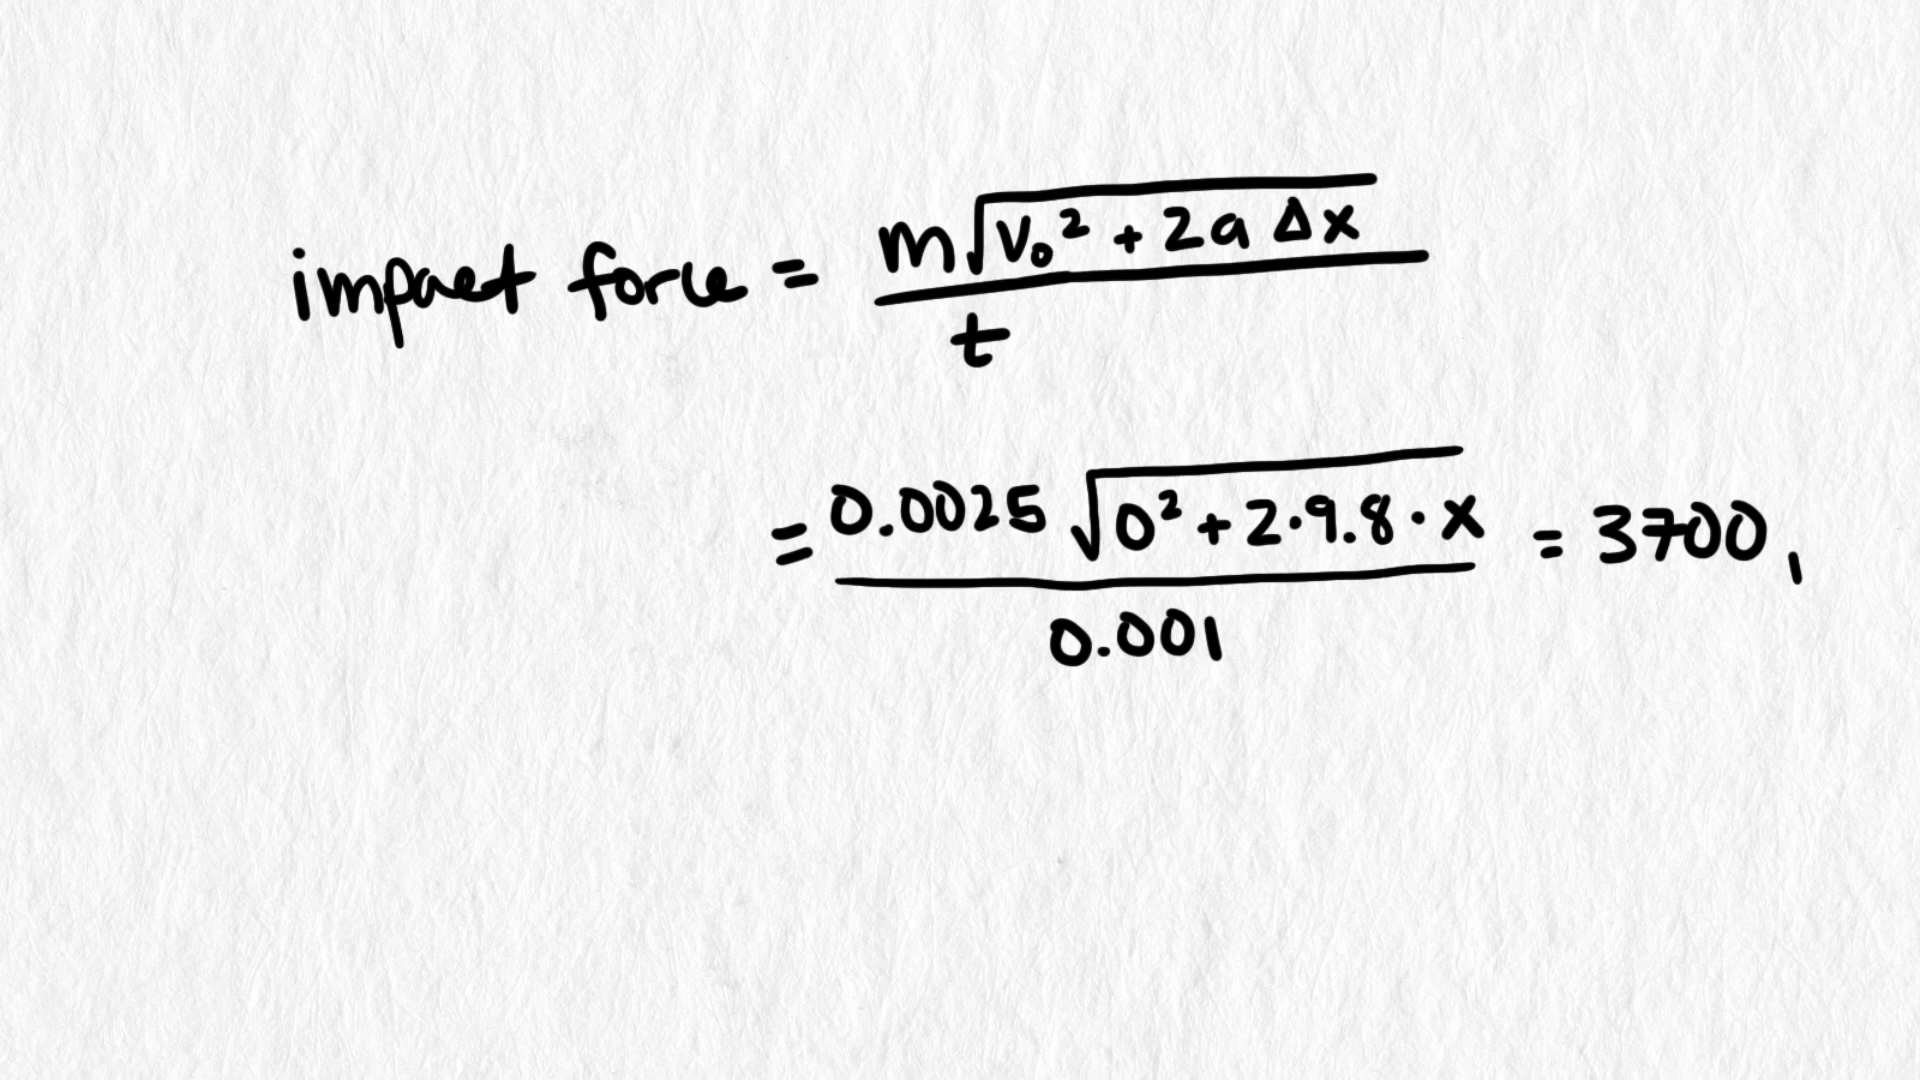 impact force = m√(v₀² + 2a Δx) / t
= 0.0025 √(0² + 2·9.8·x) / 0.001 = 3700,